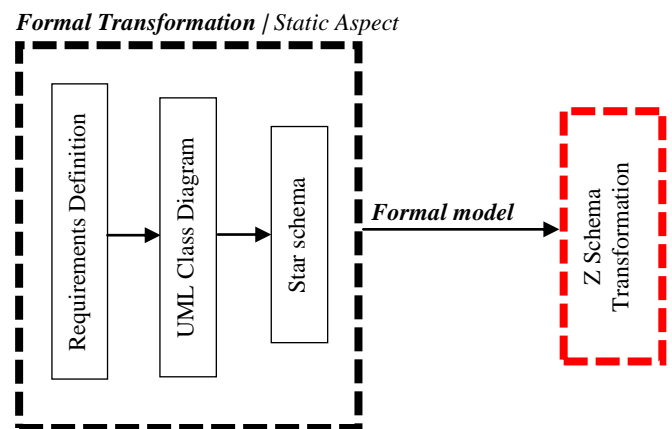 Formal Transformation / Static Aspect
Requirements Definition
UML Class Diagram
Star schema
Formal model
Z Schema
Transformation